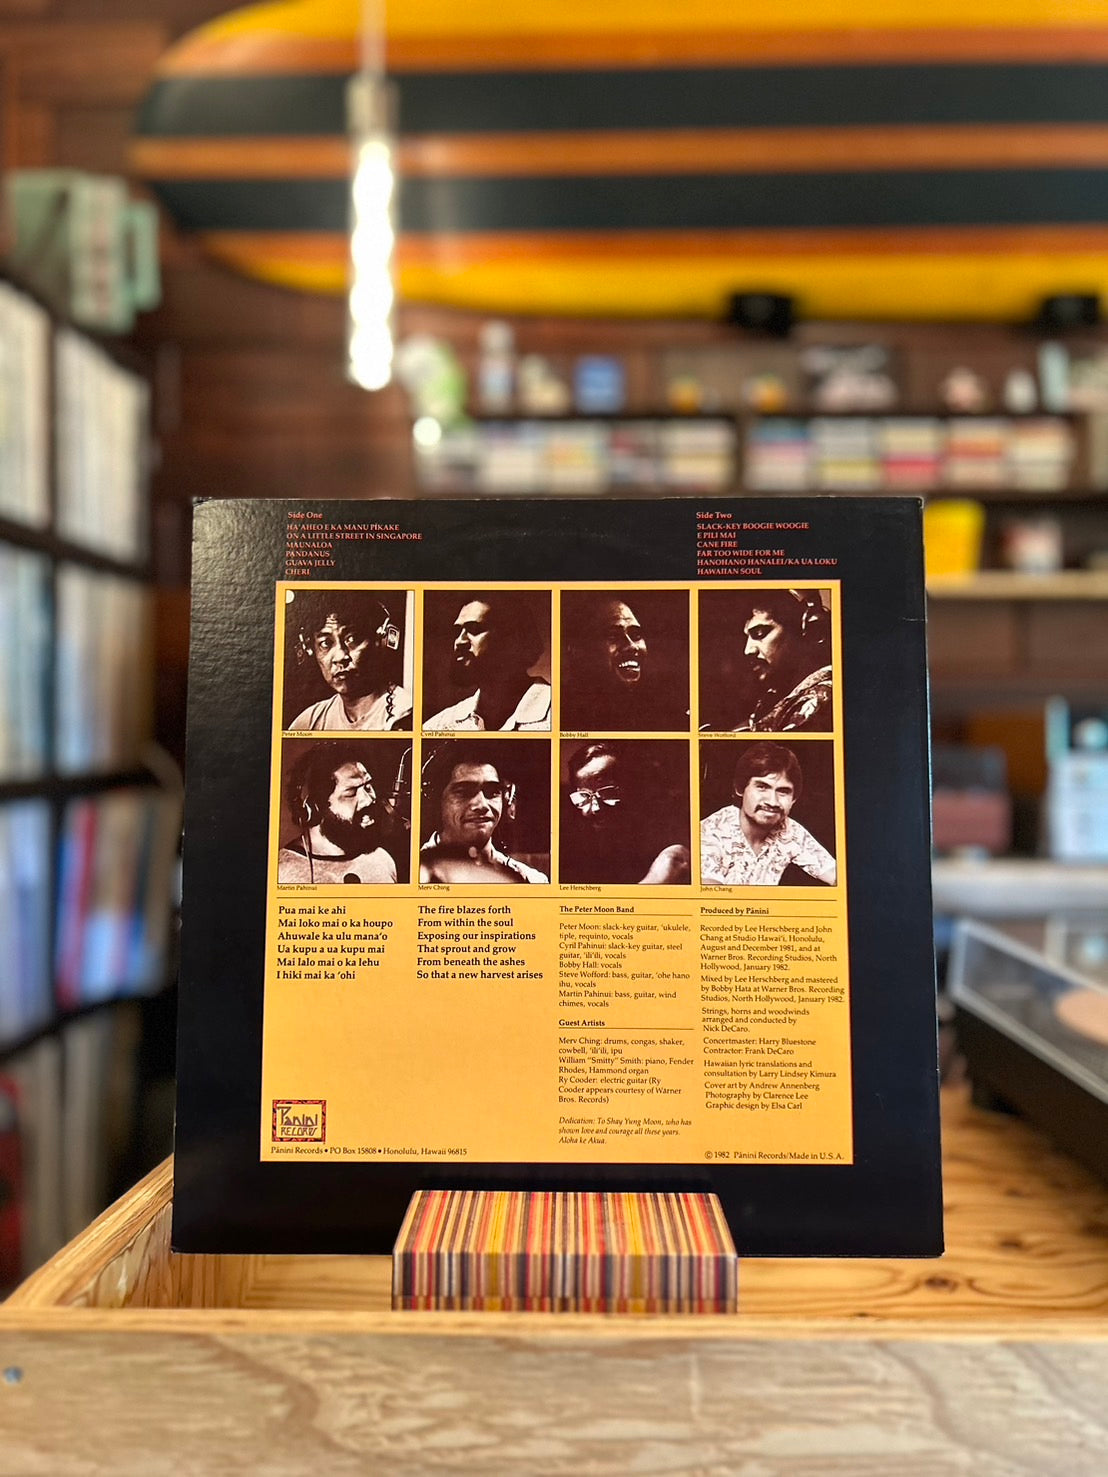 Side One
HA'AHEO E KA MANU PĪKAKE
ON A LITTLE STREET IN SINGAPORE
MAUNALOA
PANDANUS
GUAVA JELLY
CHERI
Side Two
SLACK-KEY BOOGIE WOOGIE
E PILI MAI
CANE FIRE
FAR TOO WIDE FOR ME
HANOHANO HANALEI/KA UA LOKU
HAWAIIAN SOUL
Peter Moon
Cyril Pahinui
Bobby Hall
Steve Wofford
Martin Pahinui
Merv Ching
Lee Herschberg
John Chang
Pua mai ke ahi
Mai loko mai o ka houpo
Ahuwale ka ulu mana'o
Ua kupu a ua kupu mai
Mai lalo mai o ka lehu
I hiki mai ka 'ohi
The fire blazes forth
From within the soul
Exposing our inspirations
That sprout and grow
From beneath the ashes
So that a new harvest arises
The Peter Moon Band
Peter Moon: slack-key guitar, 'ukulele,
tiple, requinto, vocals
Cyril Pahinui: slack-key guitar, steel
guitar, 'ili'ili, vocals
Bobby Hall: vocals
Steve Wofford: bass, guitar, 'ohe hano
ihu, vocals
Martin Pahinui: bass, guitar, wind
chimes, vocals
Guest Artists
Merv Ching: drums, congas, shaker,
cowbell, 'ili'ili, ipu
William "Smitty" Smith: piano, Fender
Rhodes, Hammond organ
Ry Cooder: electric guitar (Ry
Cooder appears courtesy of Warner
Bros. Records)
Dedication: To Shay Yung Moon, who has
shown love and courage all these years.
Aloha ke Akua.
Produced by Pānini
Recorded by Lee Herschberg and John
Chang at Studio Hawai'i, Honolulu,
August and December 1981, and at
Warner Bros. Recording Studios, North
Hollywood, January 1982.
Mixed by Lee Herschberg and mastered
by Bobby Hata at Warner Bros. Recording
Studios, North Hollywood, January 1982.
Strings, horns and woodwinds
arranged and conducted by
Nick DeCaro.
Concertmaster: Harry Bluestone
Contractor: Frank DeCaro
Hawaiian lyric translations and
consultation by Larry Lindsey Kimura
Cover art by Andrew Annenberg
Photography by Clarence Lee
Graphic design by Elsa Carl
Panini
RECORDS
Pānini Records • PO Box 15808 • Honolulu, Hawaii 96815
© 1982 Pānini Records/Made in U.S.A.